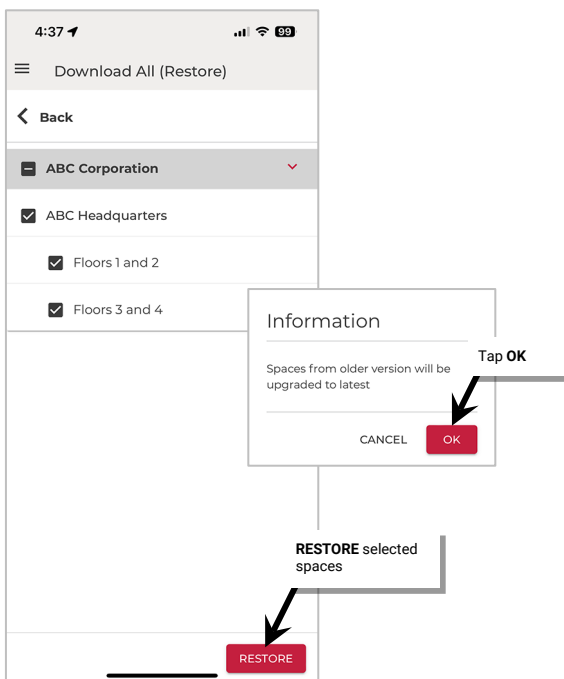 4:37
99
Download All (Restore)
Back
ABC Corporation
ABC Headquarters
Floors 1 and 2
Floors 3 and 4
Information
Spaces from older version will be
upgraded to latest
CANCEL
OK
Tap OK
RESTORE selected
spaces
RESTORE